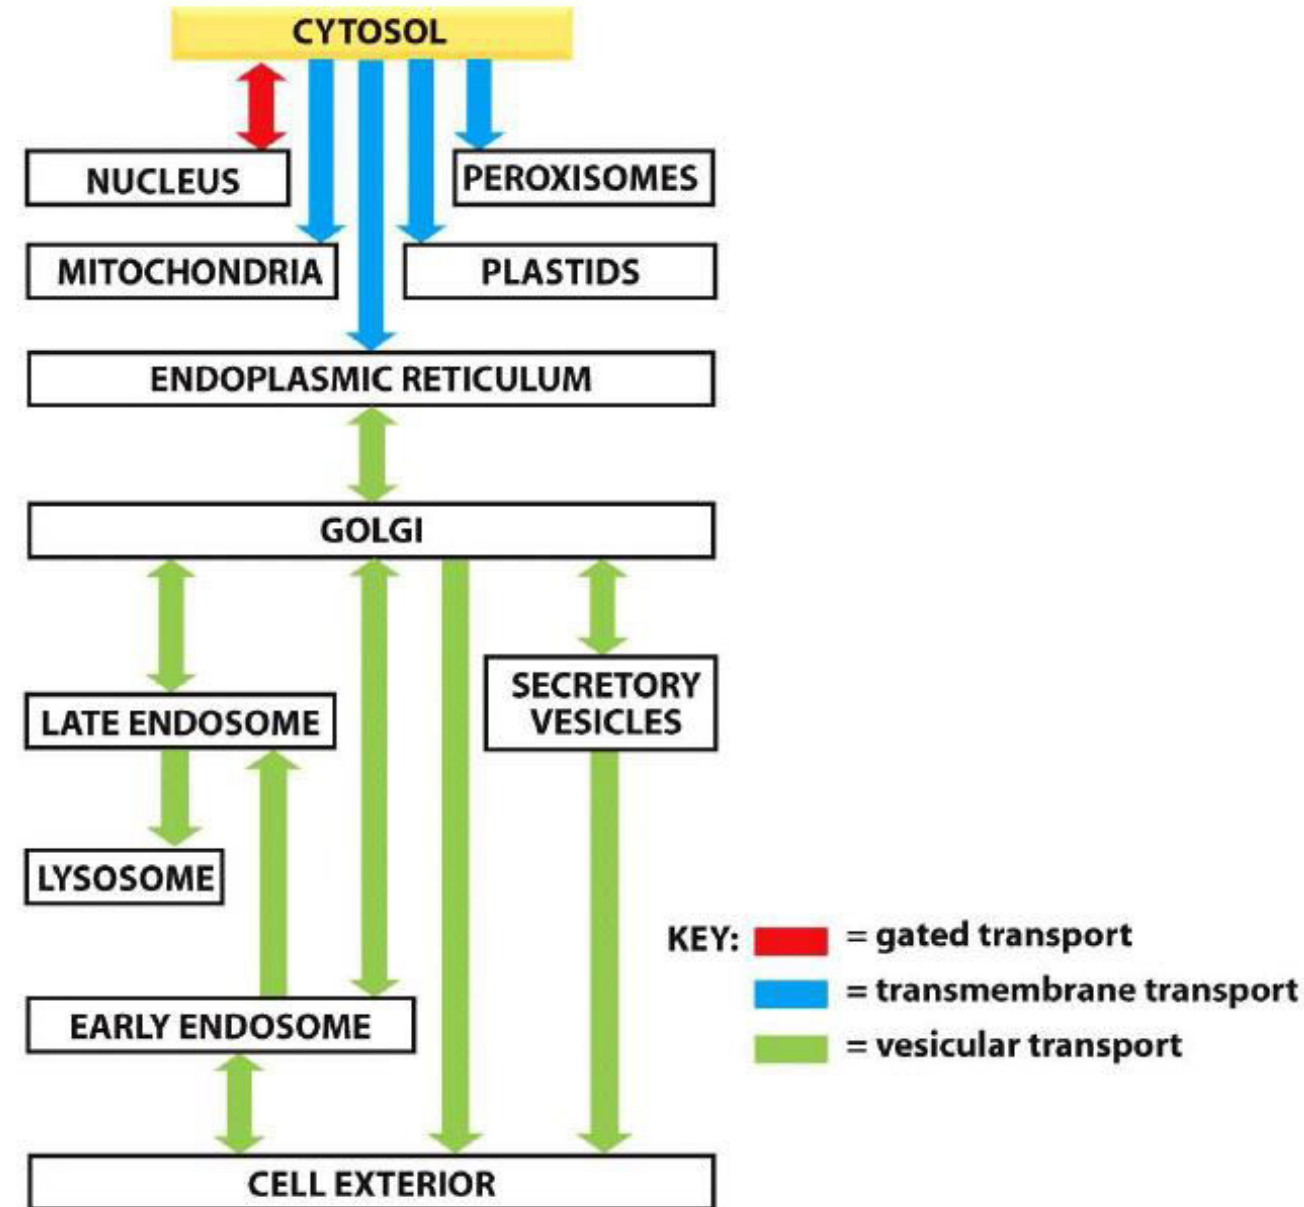 CYTOSOL
NUCLEUS
PEROXISOMES
MITOCHONDRIA
PLASTIDS
ENDOPLASMIC RETICULUM
GOLGI
SECRETORY
VESICLES
LATE ENDOSOME
LYSOSOME
KEY:
= gated transport
= transmembrane transport
= vesicular transport
EARLY ENDOSOME
CELL EXTERIOR